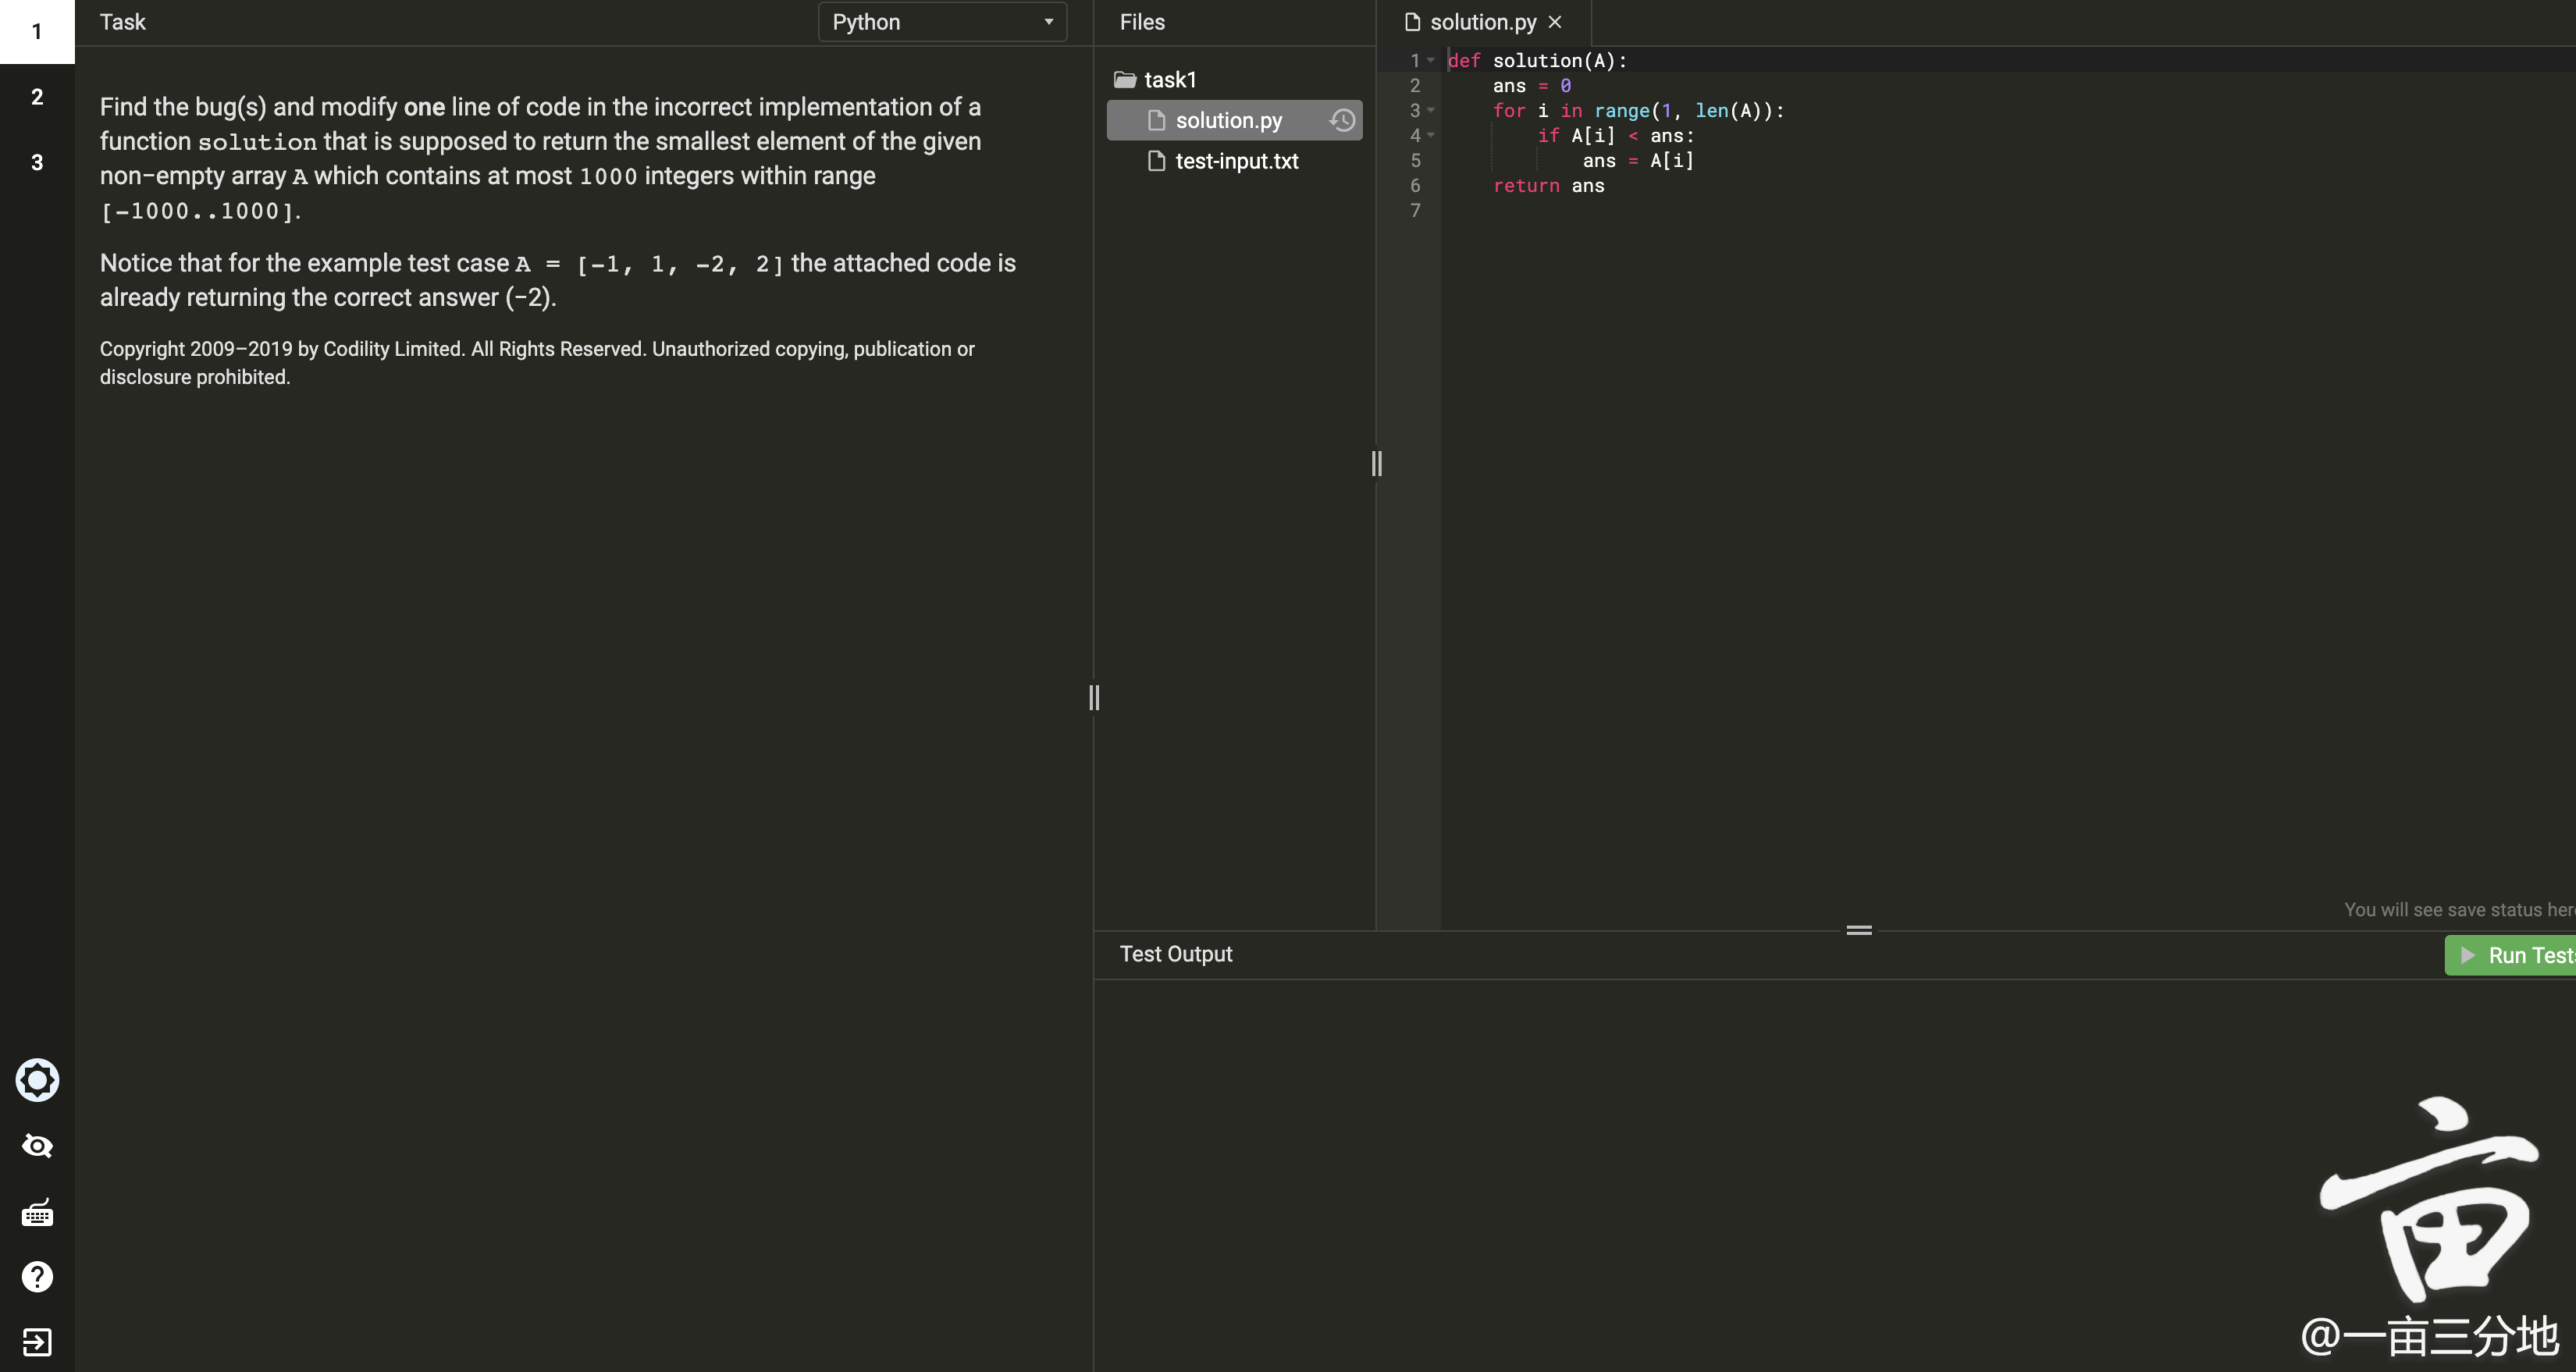 1
2
3
Task
Python
Find the bug(s) and modify one line of code in the incorrect implementation of a
function solution that is supposed to return the smallest element of the given
non-empty array A which contains at most 1000 integers within range
[-1000..1000].
Notice that for the example test case A = [-1, 1, -2, 2] the attached code is
already returning the correct answer (-2).
Copyright 2009–2019 by Codility Limited. All Rights Reserved. Unauthorized copying, publication or
disclosure prohibited.
Files
task1
solution.py
test-input.txt
solution.py ×
1 def solution(A):
2     ans = 0
3     for i in range(1, len(A)):
4         if A[i] < ans:
5             ans = A[i]
6     return ans
7
You will see save status her
Test Output
Run Test
亩
@一亩三分地